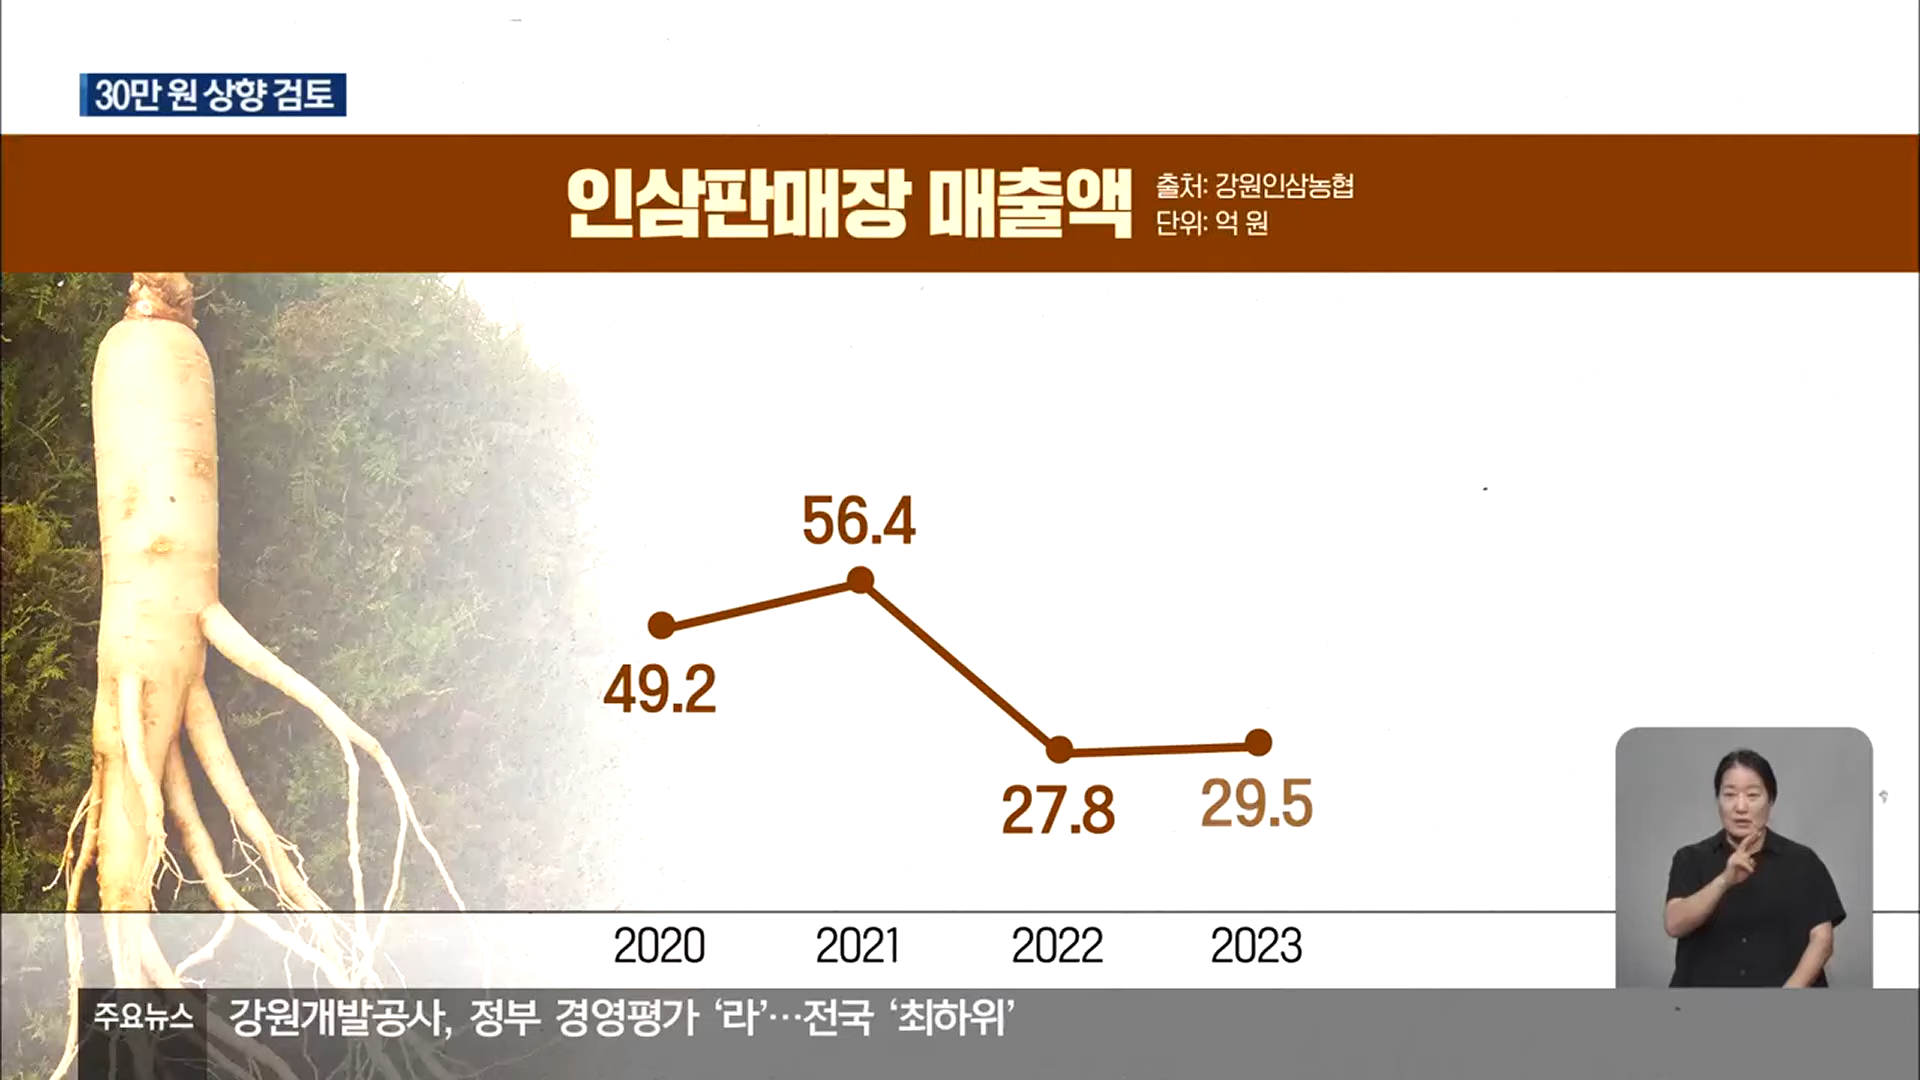 30만 원 상향 검토
인삼판매장 매출액
출처: 강원인삼농협
단위: 억 원
56.4
49.2
27.8
29.5
2020 2021 2022 2023
주요뉴스 강원개발공사, 정부 경영평가 ‘라’…전국 ‘최하위’